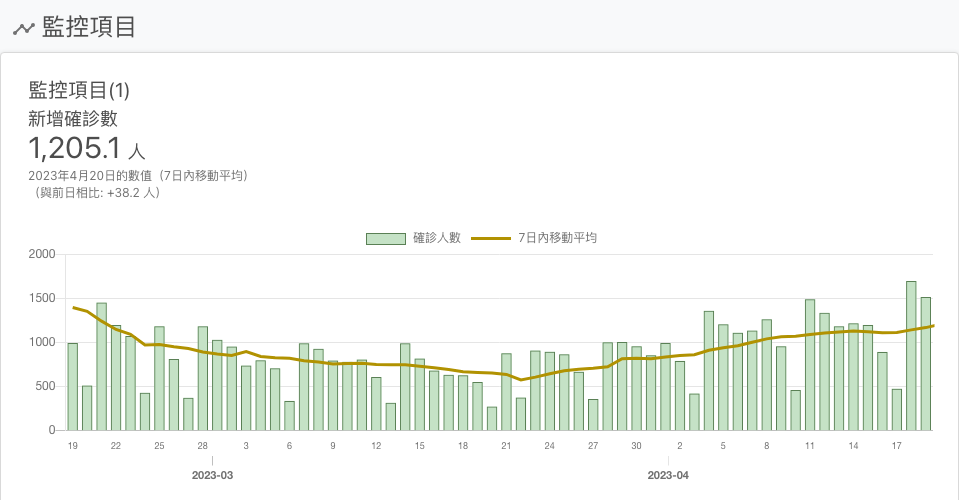 監控項目
監控項目(1)
新增確診數
1,205.1 人
2023年4月20日的數值（7日內移動平均）
（與前日相比: +38.2 人）
確診人數 7日內移動平均
2000
1500
1000
500
0
19 22 25 28 3 6 9 12 15 18 21 24 27 30 2 5 8 11 14 17
2023-03 2023-04